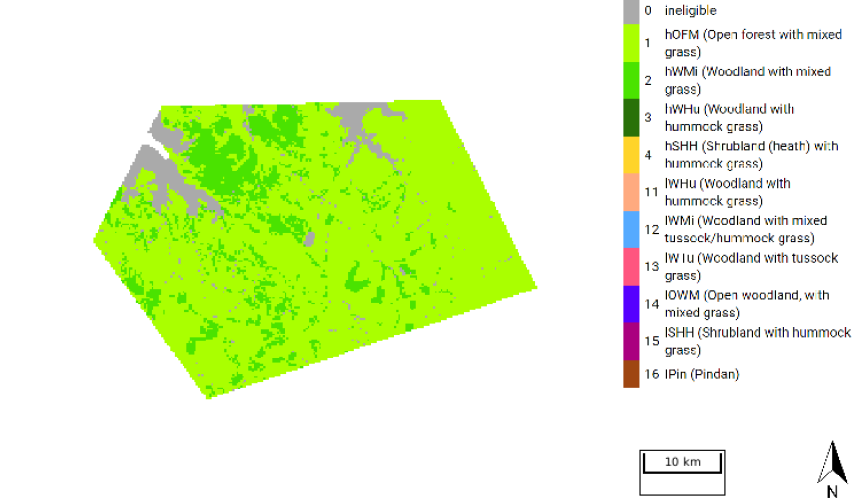 0 ineligible
1 hOFM (Open forest with mixed
grass)
2 hWMi (Woodland with mixed
grass)
3 hWHu (Woodland with
hummock grass)
4 hSHH (Shrubland (heath) with
hummock grass)
11 lWHu (Woodland with
hummock grass)
12 lWMi (Woodland with mixed
tussock/hummock grass)
13 lWTu (Woodland with tussock
grass)
14 lOWM (Open woodland, with
mixed grass)
15 lSHH (Shrubland with hummock
grass)
16 lPin (Pindan)
10 km
N